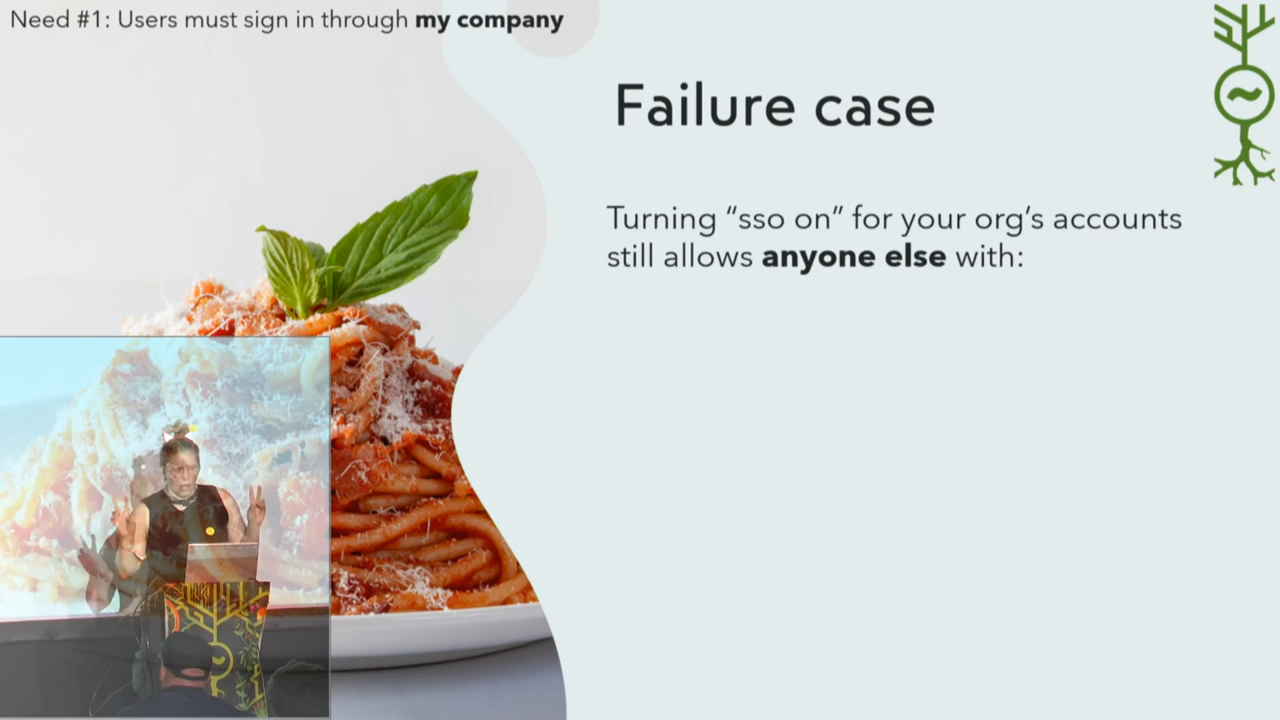 Need #1: Users must sign in through my company
Failure case
Turning “sso on” for your org’s accounts
still allows anyone else with: